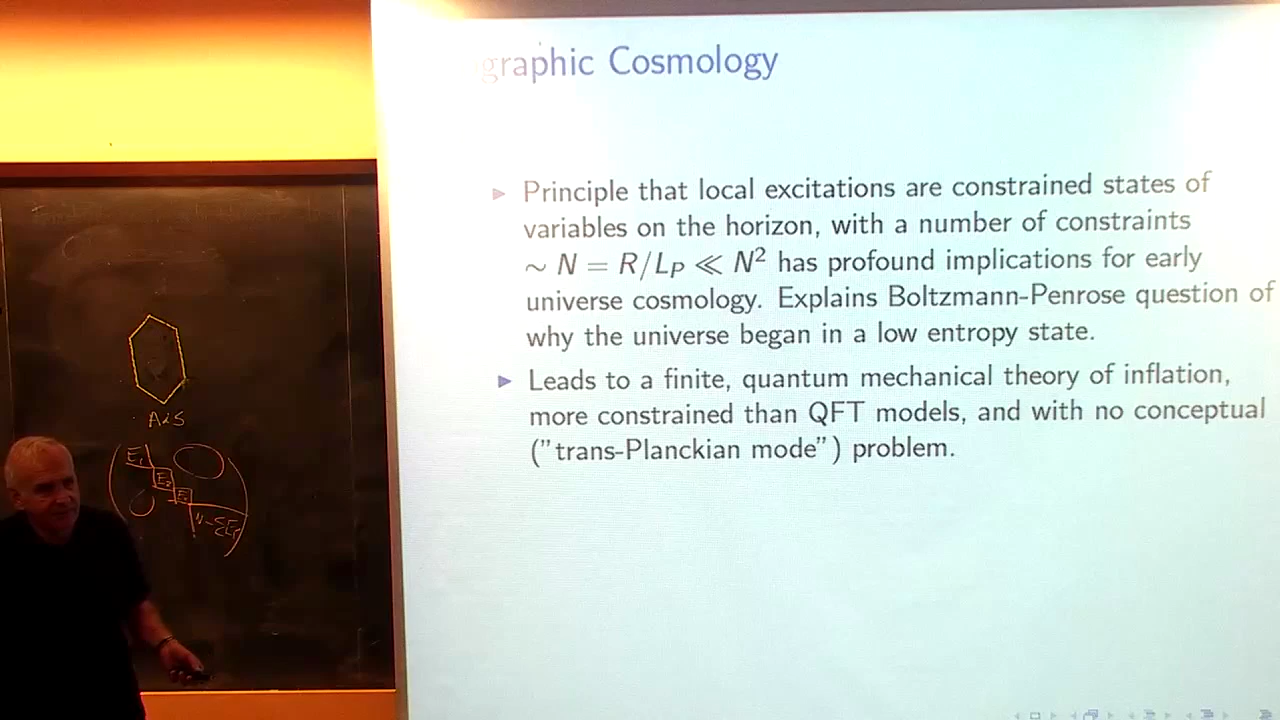 graphic Cosmology
▶ Principle that local excitations are constrained states of
variables on the horizon, with a number of constraints
∼ N = R/L_P ≪ N² has profound implications for early
universe cosmology. Explains Boltzmann-Penrose question of
why the universe began in a low entropy state.
▶ Leads to a finite, quantum mechanical theory of inflation,
more constrained than QFT models, and with no conceptual
("trans-Planckian mode") problem.
AdS
E₁
E₂